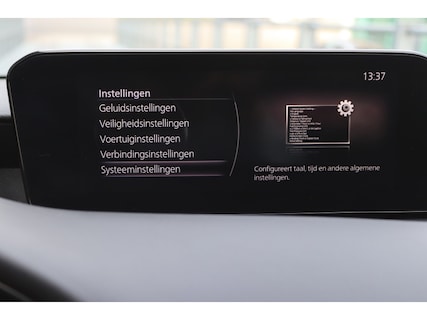 13:37
Instellingen
Geluidsinstellingen
Veiligheidsinstellingen
Voertuiginstellingen
Verbindingsinstellingen
Systeeminstellingen
Configureert taal, tijd en andere algemene
instellingen.